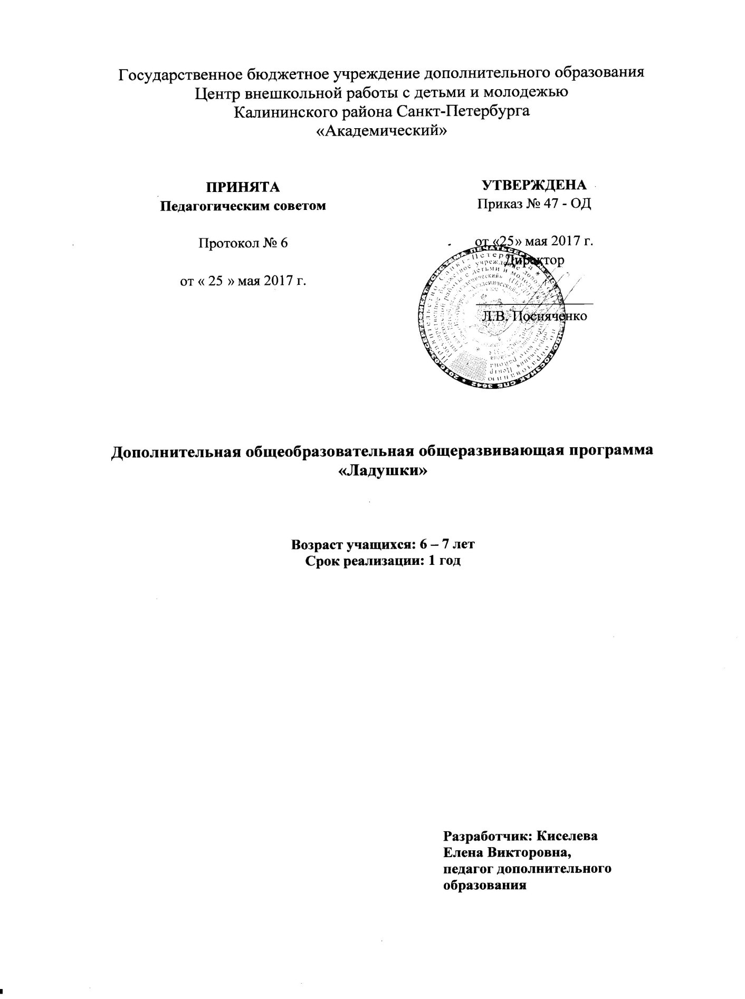 Государственное бюджетное учреждение дополнительного образования
Центр внешкольной работы с детьми и молодежью
Калининского района Санкт-Петербурга
«Академический»
ПРИНЯТА
Педагогическим советом
Протокол № 6
от « 25 » мая 2017 г.
УТВЕРЖДЕНА
Приказ № 47 - ОД
от «25» мая 2017 г.
Директор
Л.В. Посняченко
Дополнительная общеобразовательная общеразвивающая программа
«Ладушки»
Возраст учащихся: 6 – 7 лет
Срок реализации: 1 год
Разработчик: Киселева
Елена Викторовна,
педагог дополнительного
образования